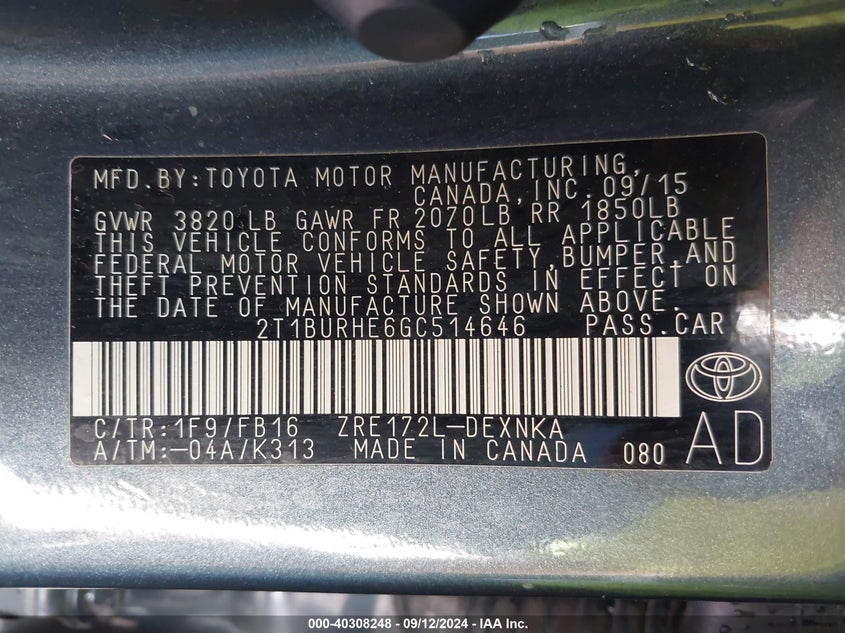 MFD.BY:TOYOTA MOTOR MANUFACTURING,
CANADA,INC.09/15
GVWR 3820LB GAWR FR 2070LB RR 1850LB
THIS VEHICLE CONFORMS TO ALL APPLICABLE
FEDERAL MOTOR VEHICLE SAFETY,BUMPER,AND
THEFT PREVENTION STANDARDS IN EFFECT ON
THE DATE OF MANUFACTURE SHOWN ABOVE.
2T1BURHE6GC514646 PASS.CAR
C/TR:1F9/FB16 ZRE172L-DEXNKA
A/TM:-04A/K313 MADE IN CANADA 080
AD
000-40308248 - 09/12/2024 - IAA Inc.